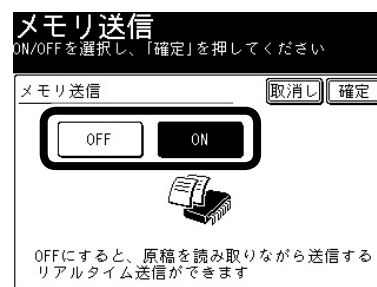 メモリ送信
ON/OFFを選択し、「確定」を押してください
メモリ送信
取消し 確定
OFF ON
OFFにすると、原稿を読み取りながら送信する
リアルタイム送信ができます